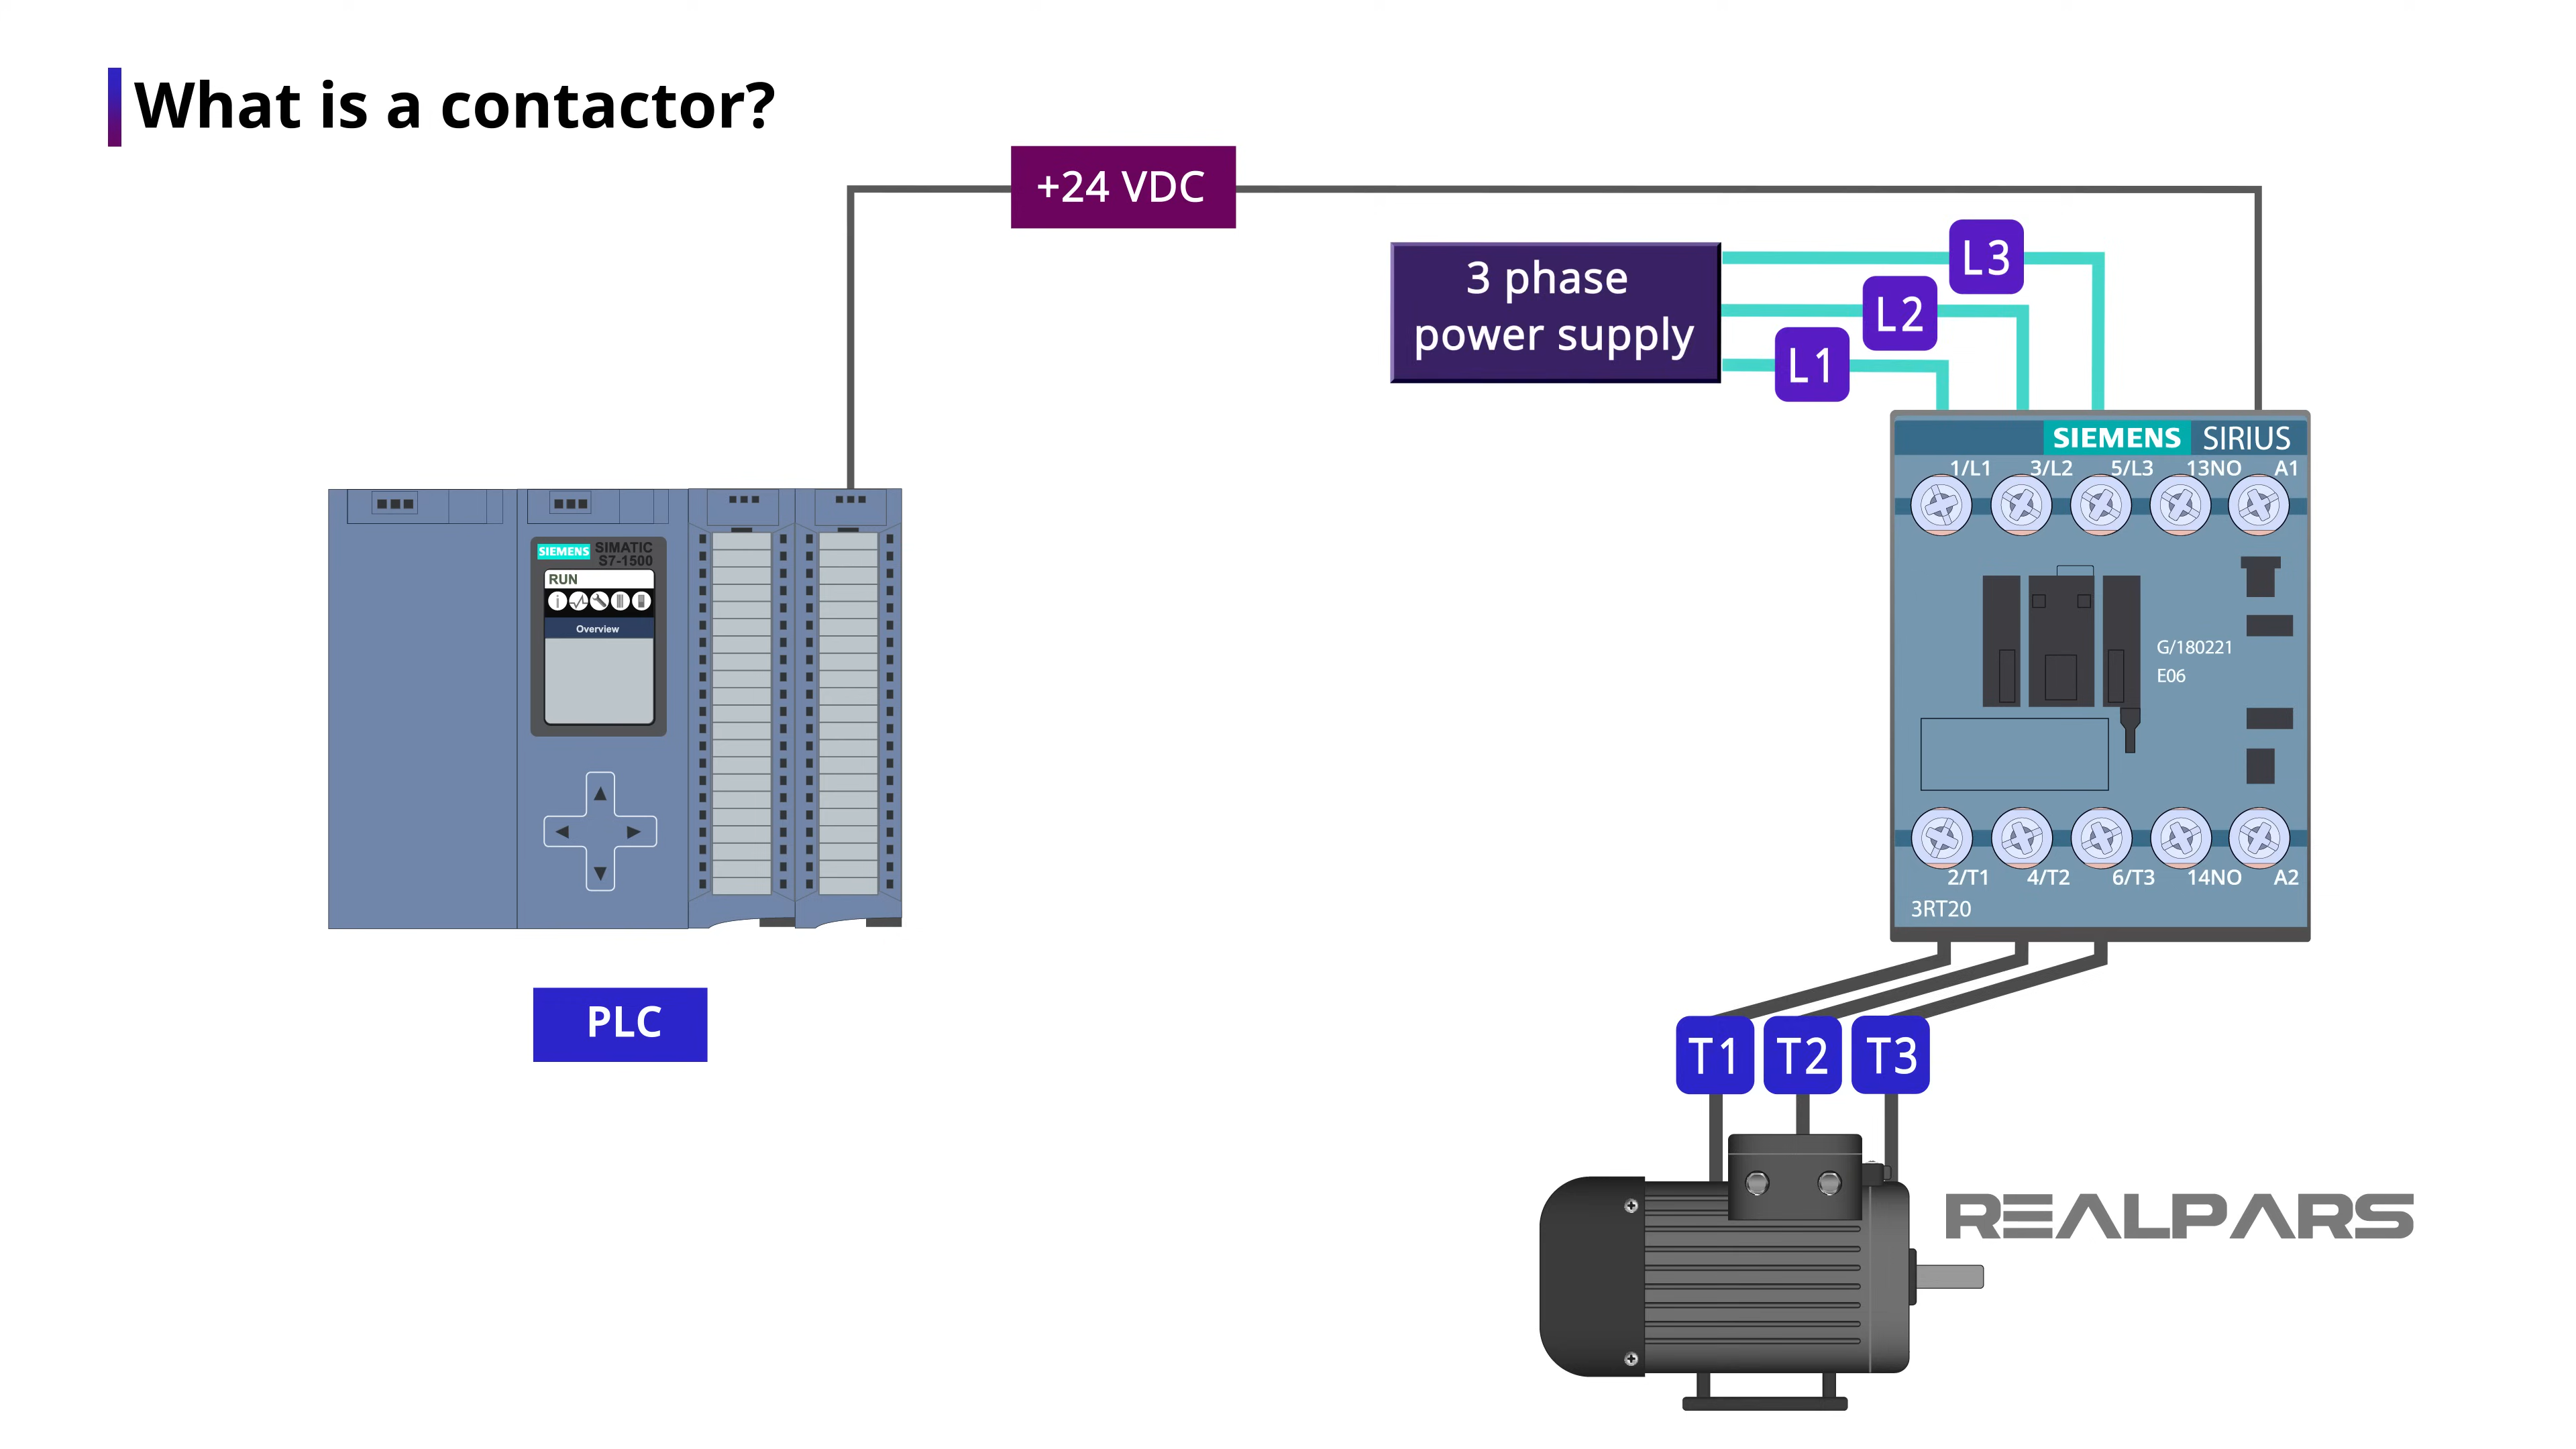 What is a contactor?
+24 VDC
3 phase
power supply
L3
L2
L1
SIEMENS SIRIUS
1/L1 3/L2 5/L3 13NO A1
SIEMENS SIMATIC
S7-1500
RUN
Overview
G/180221
E06
2/T1 4/T2 6/T3 14NO A2
3RT20
PLC
T1 T2 T3
REALPARS